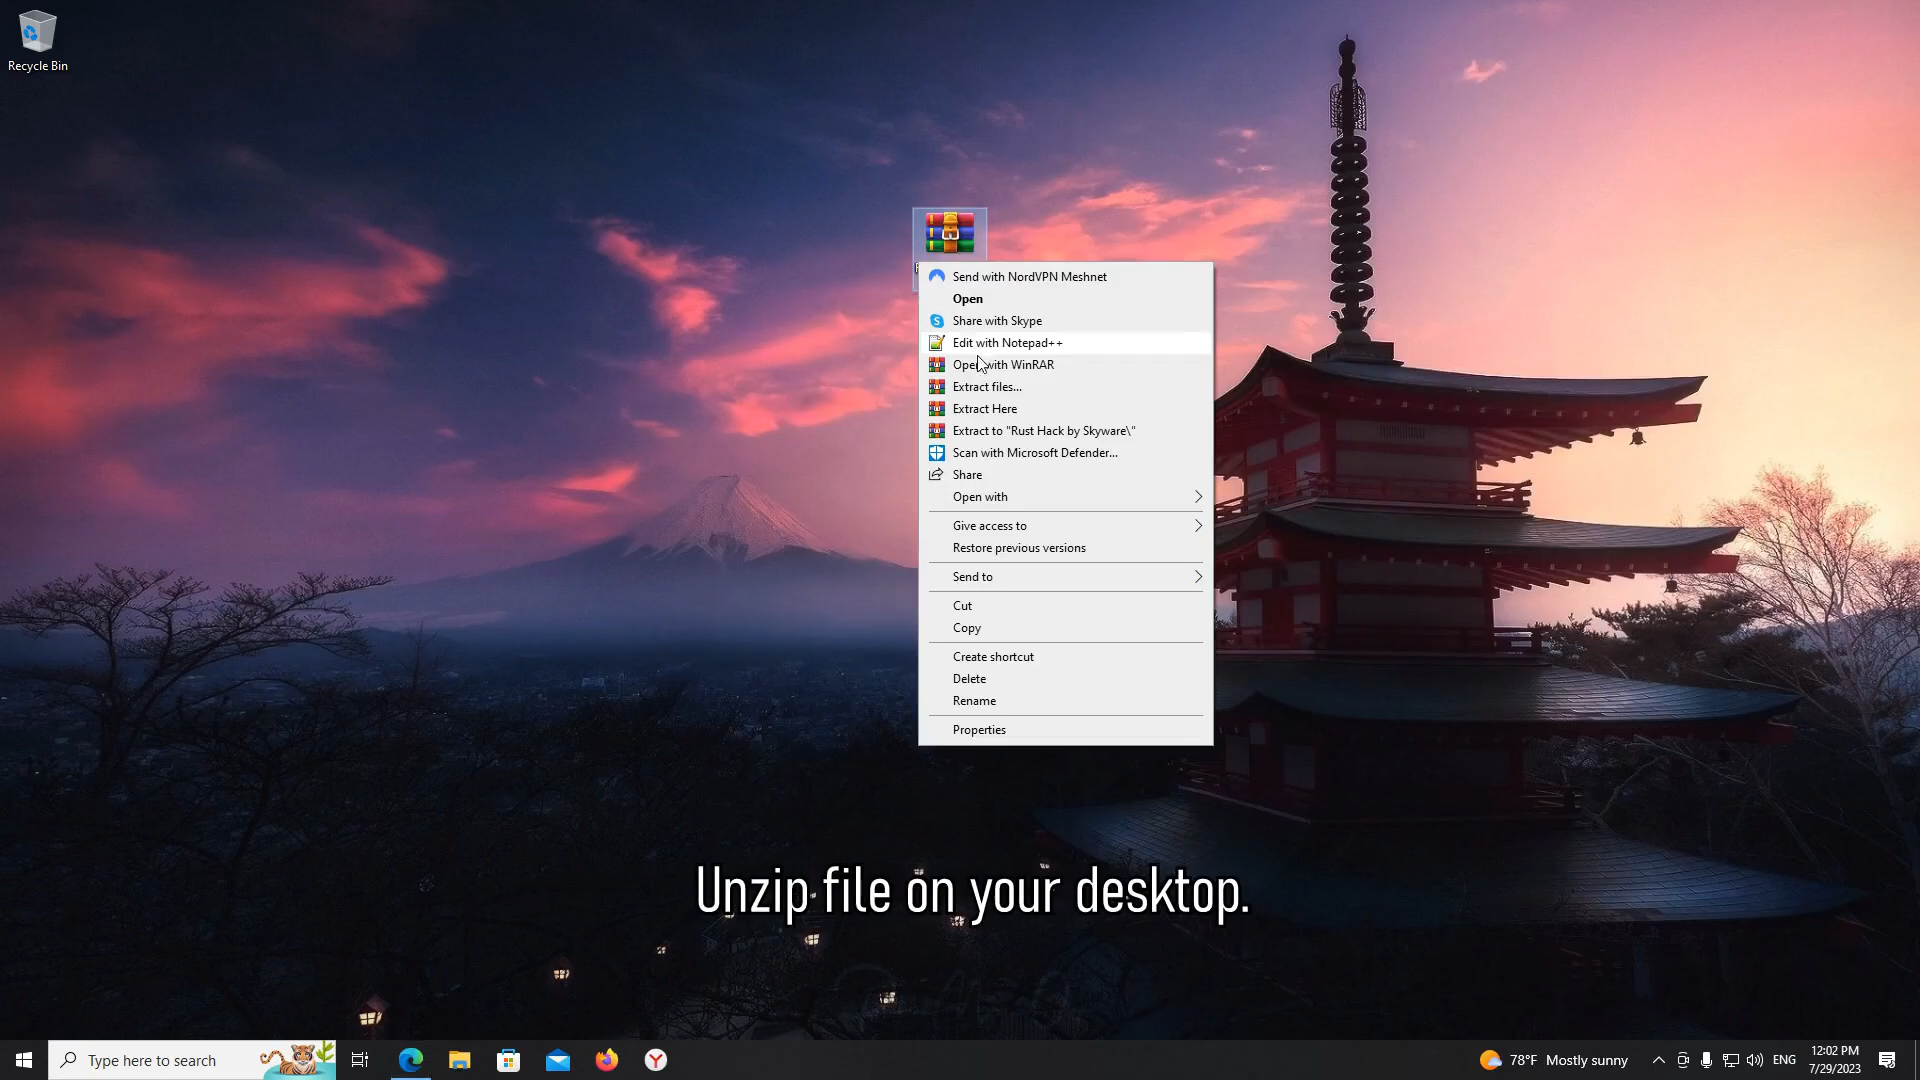 Recycle Bin
Send with NordVPN Meshnet
Open
Share with Skype
Edit with Notepad++
Open with WinRAR
Extract files...
Extract Here
Extract to "Rust Hack by Skyware\"
Scan with Microsoft Defender...
Share
Open with
Give access to
Restore previous versions
Send to
Cut
Copy
Create shortcut
Delete
Rename
Properties
Unzip file on your desktop.
Type here to search
78°F Mostly sunny
ENG
12:02 PM
7/29/2023